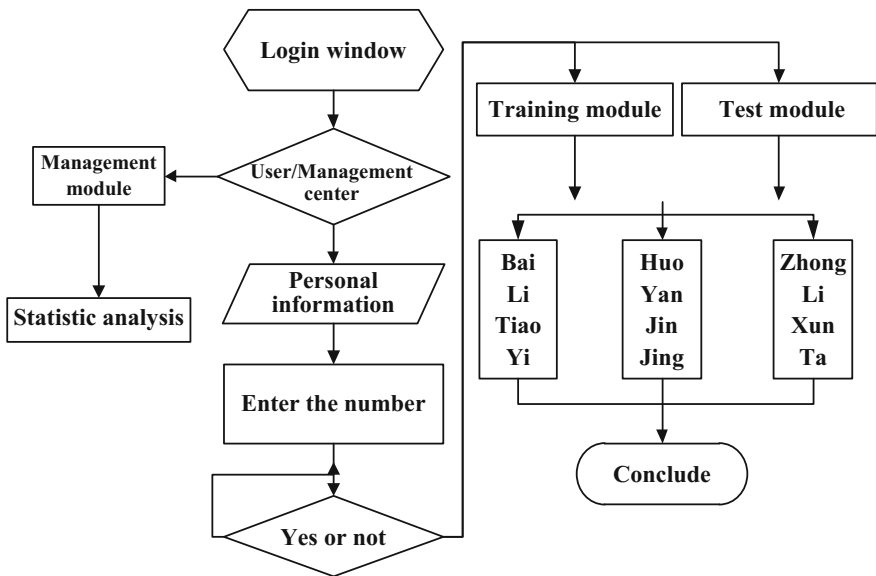 Login window
User/Management
center
Management
module
Statistic analysis
Personal
information
Enter the number
Yes or not
Training module
Test module
Bai
Li
Tiao
Yi
Huo
Yan
Jin
Jing
Zhong
Li
Xun
Ta
Conclude